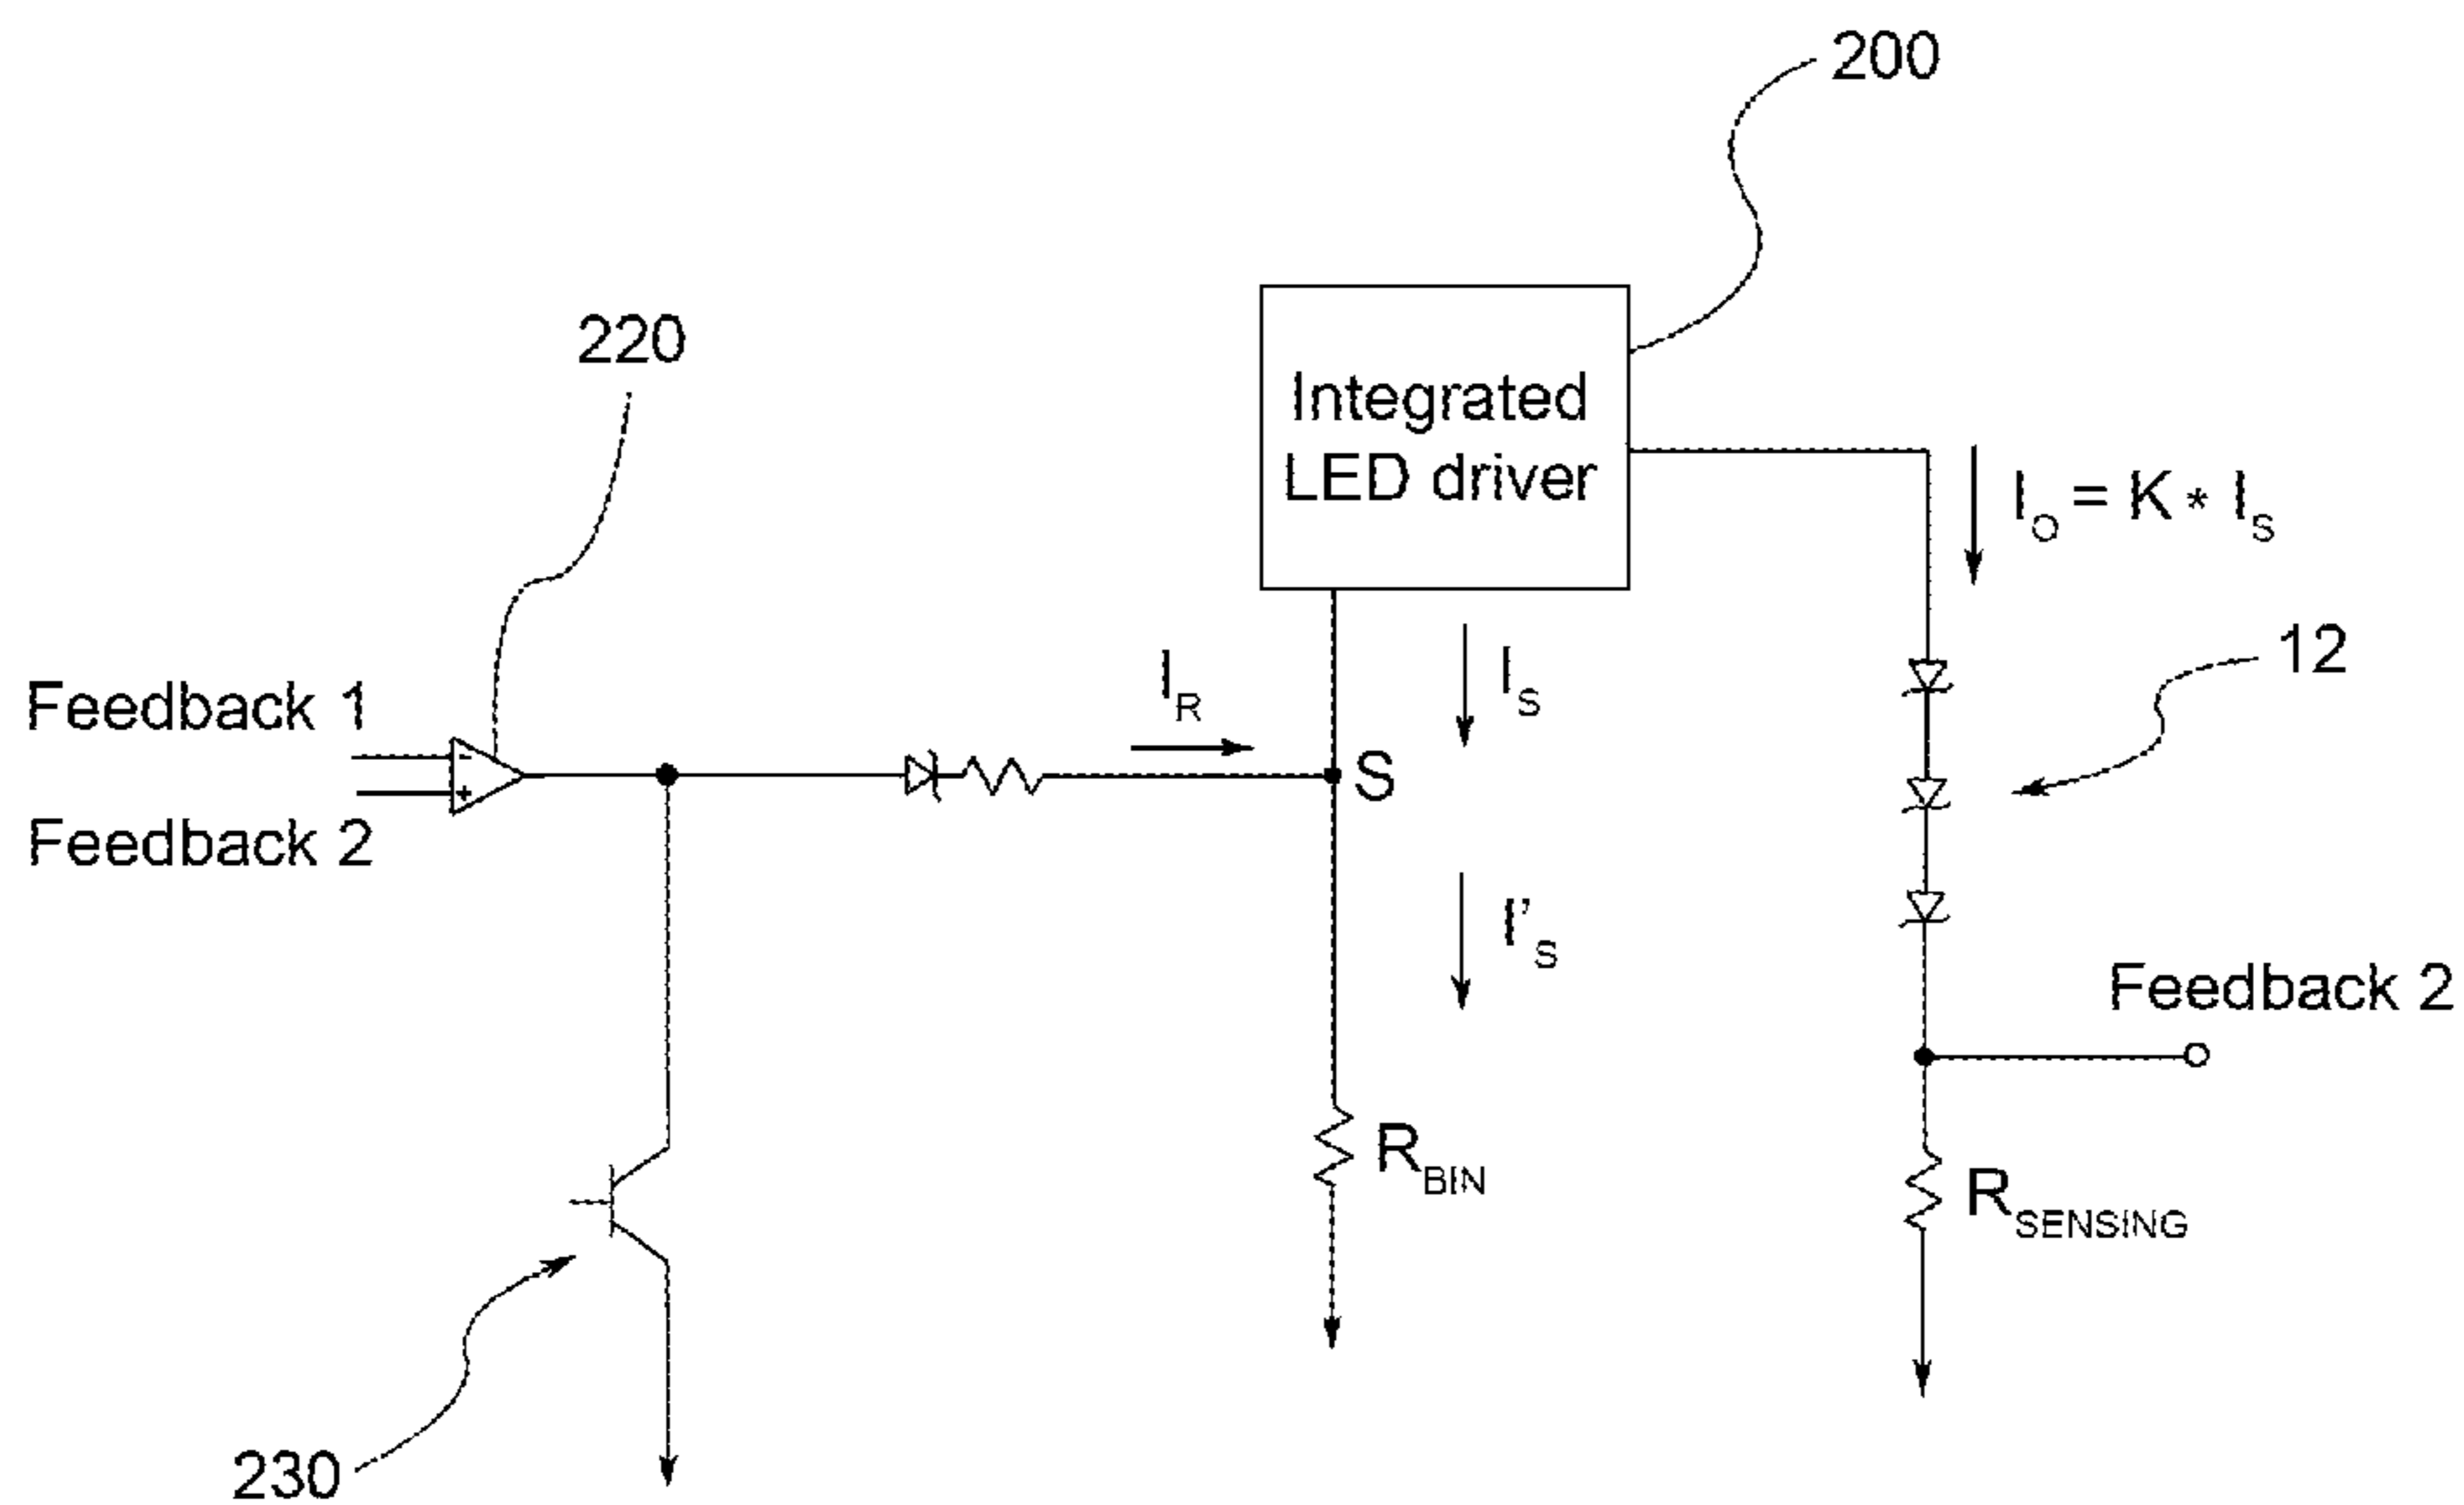 200
220
Integrated
LED driver
I_O = K * I_S
12
I_R
I_S
Feedback 1
-
+
S
Feedback 2
I'_S
Feedback 2
R_BIN
R_SENSING
230